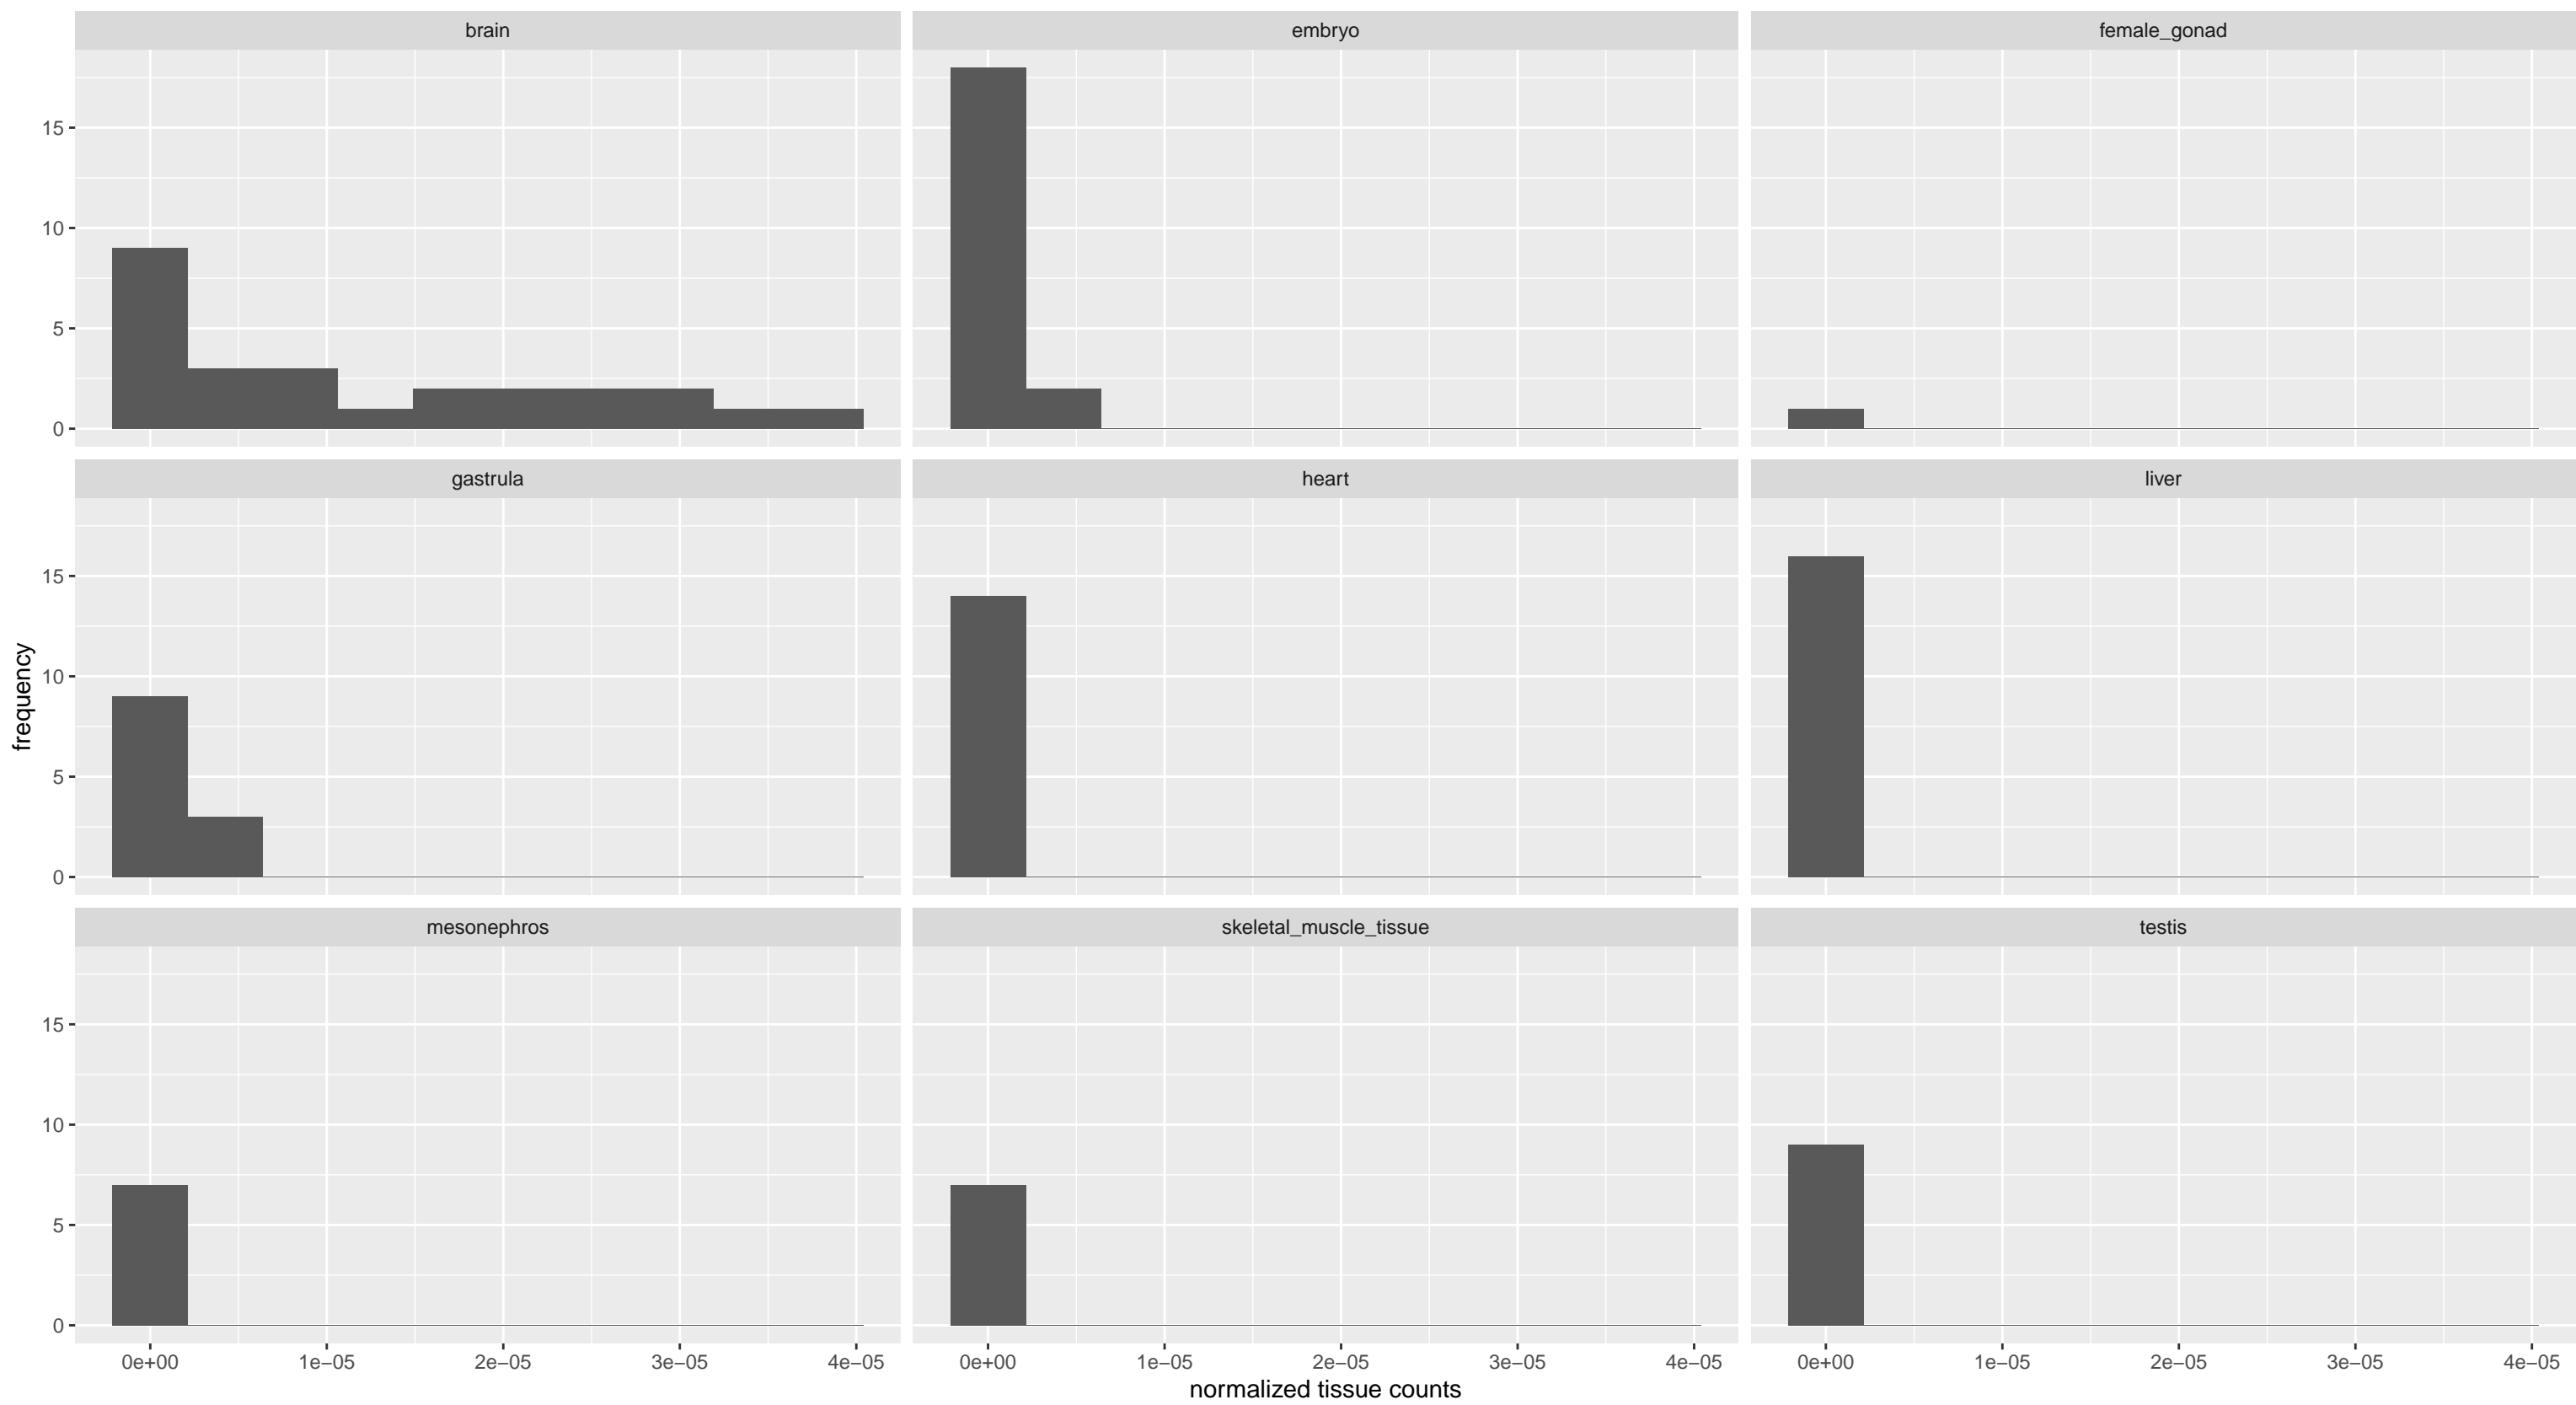 brain
embryo
female_gonad
15
10
5
0
gastrula
heart
liver
15
10
5
0
frequency
mesonephros
skeletal_muscle_tissue
testis
15
10
5
0
0e+00 1e−05 2e−05 3e−05 4e−05
0e+00 1e−05 2e−05 3e−05 4e−05
0e+00 1e−05 2e−05 3e−05 4e−05
normalized tissue counts